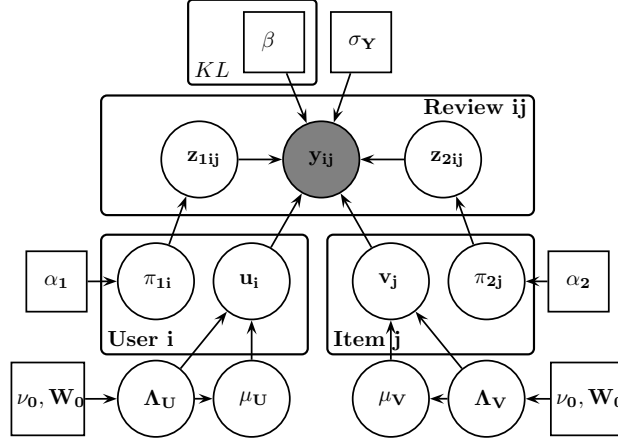 β σ_Y
KL
Review ij
z_1ij y_ij z_2ij
α_1 π_1i u_i v_j π_2j α_2
User i Item j
ν_0, W_0 Λ_U μ_U μ_V Λ_V ν_0, W_0